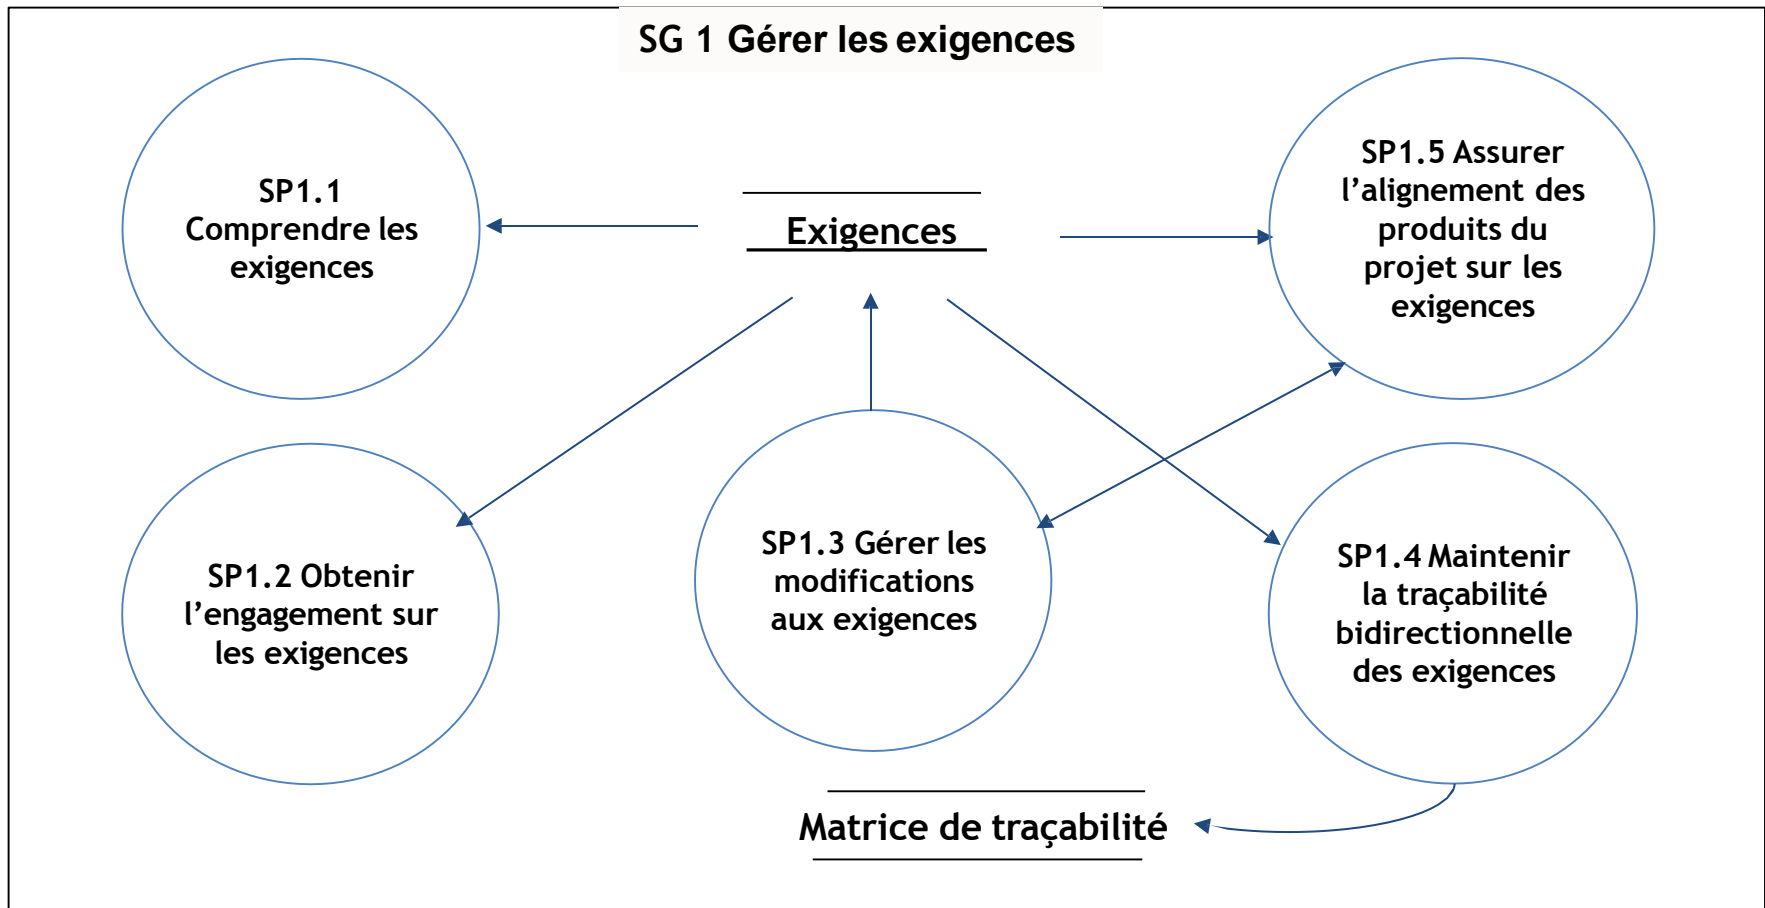 SG 1 Gérer les exigences
SP1.1
Comprendre les
exigences
Exigences
SP1.5 Assurer
l’alignement des
produits du
projet sur les
exigences
SP1.2 Obtenir
l’engagement sur
les exigences
SP1.3 Gérer les
modifications
aux exigences
SP1.4 Maintenir
la traçabilité
bidirectionnelle
des exigences
Matrice de traçabilité